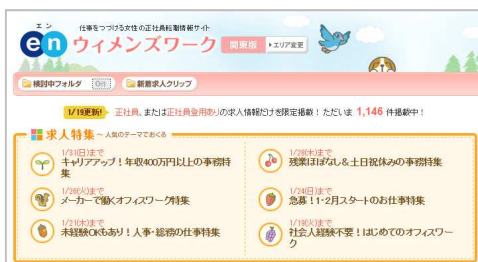 エン
仕事をつづける女性の正社員転職情報サイト
en ウィメンズワーク 関東版 ▶エリア変更
検討中フォルダ 0件 新着求人クリップ
1/19更新! 正社員、または正社員登用ありの求人情報だけを限定掲載！ただいま 1,146 件掲載中！
求人特集 ～人気のテーマでおくる
1/31(日)まで
キャリアアップ！年収400万円以上の事務特集
1/28(木)まで
残業ほぼなし&土日祝休みの事務特集
1/26(火)まで
メーカーで働くオフィスワーク特集
1/24(日)まで
急募！1・2月スタートのお仕事特集
1/21(木)まで
未経験OKもあり！人事・総務の仕事特集
1/19(火)まで
社会人経験不要！はじめてのオフィスワーク